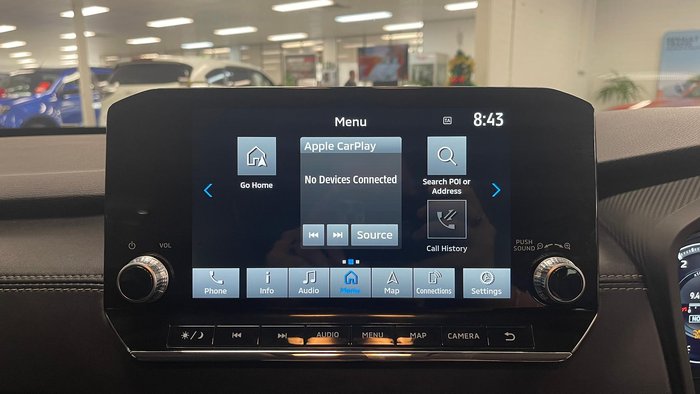 Menu
8:43
Apple CarPlay
No Devices Connected
Go Home
Search POI or
Address
Source
Call History
VOL
PUSH
SOUND
Phone
Info
Audio
Menu
Map
Connections
Settings
AUDIO
MENU
MAP
CAMERA
2